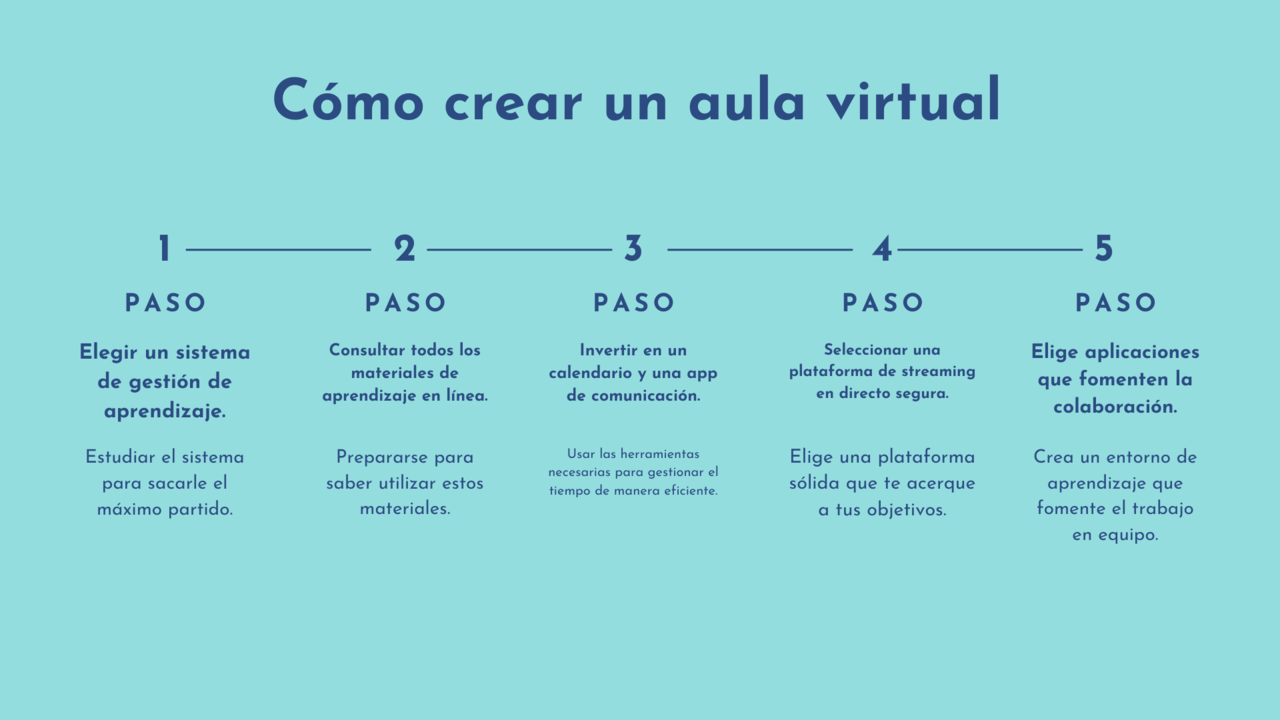 Cómo crear un aula virtual
1
PASO
Elegir un sistema
de gestión de
aprendizaje.
Estudiar el sistema
para sacarle el
máximo partido.
2
PASO
Consultar todos los
materiales de
aprendizaje en línea.
Prepararse para
saber utilizar estos
materiales.
3
PASO
Invertir en un
calendario y una app
de comunicación.
Usar las herramientas
necesarias para gestionar el
tiempo de manera eficiente.
4
PASO
Seleccionar una
plataforma de streaming
en directo segura.
Elige una plataforma
sólida que te acerque
a tus objetivos.
5
PASO
Elige aplicaciones
que fomenten la
colaboración.
Crea un entorno de
aprendizaje que
fomente el trabajo
en equipo.